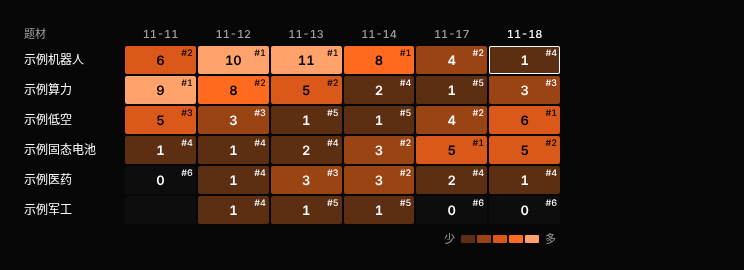 题材 11-11 11-12 11-13 11-14 11-17 11-18
示例机器人 6 #2 10 #1 11 #1 8 #1 4 #2 1 #4
示例算力 9 #1 8 #2 5 #2 2 #4 1 #5 3 #3
示例低空 5 #3 3 #3 1 #5 1 #5 4 #2 6 #1
示例固态电池 1 #4 1 #4 2 #4 3 #2 5 #1 5 #2
示例医药 0 #6 1 #4 3 #3 3 #2 2 #4 1 #4
示例军工 1 #4 1 #5 1 #5 0 #6 0 #6
少 多